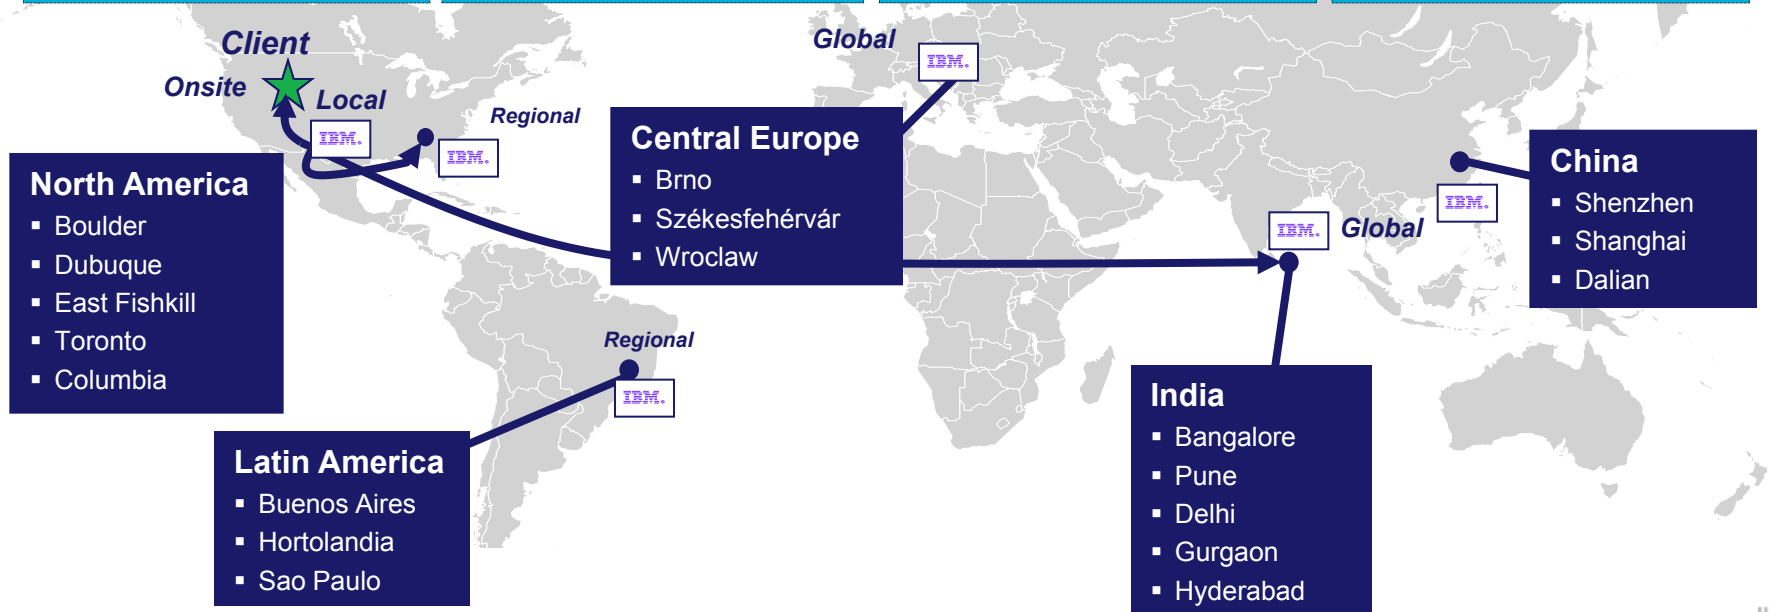 Client
Onsite
Local
IBM.
Regional
IBM.
Global
IBM.
North America
▪ Boulder
▪ Dubuque
▪ East Fishkill
▪ Toronto
▪ Columbia
Central Europe
▪ Brno
▪ Székesfehérvár
▪ Wroclaw
China
▪ Shenzhen
▪ Shanghai
▪ Dalian
IBM.
IBM.
Global
Regional
IBM.
Latin America
▪ Buenos Aires
▪ Hortolandia
▪ Sao Paulo
India
▪ Bangalore
▪ Pune
▪ Delhi
▪ Gurgaon
▪ Hyderabad